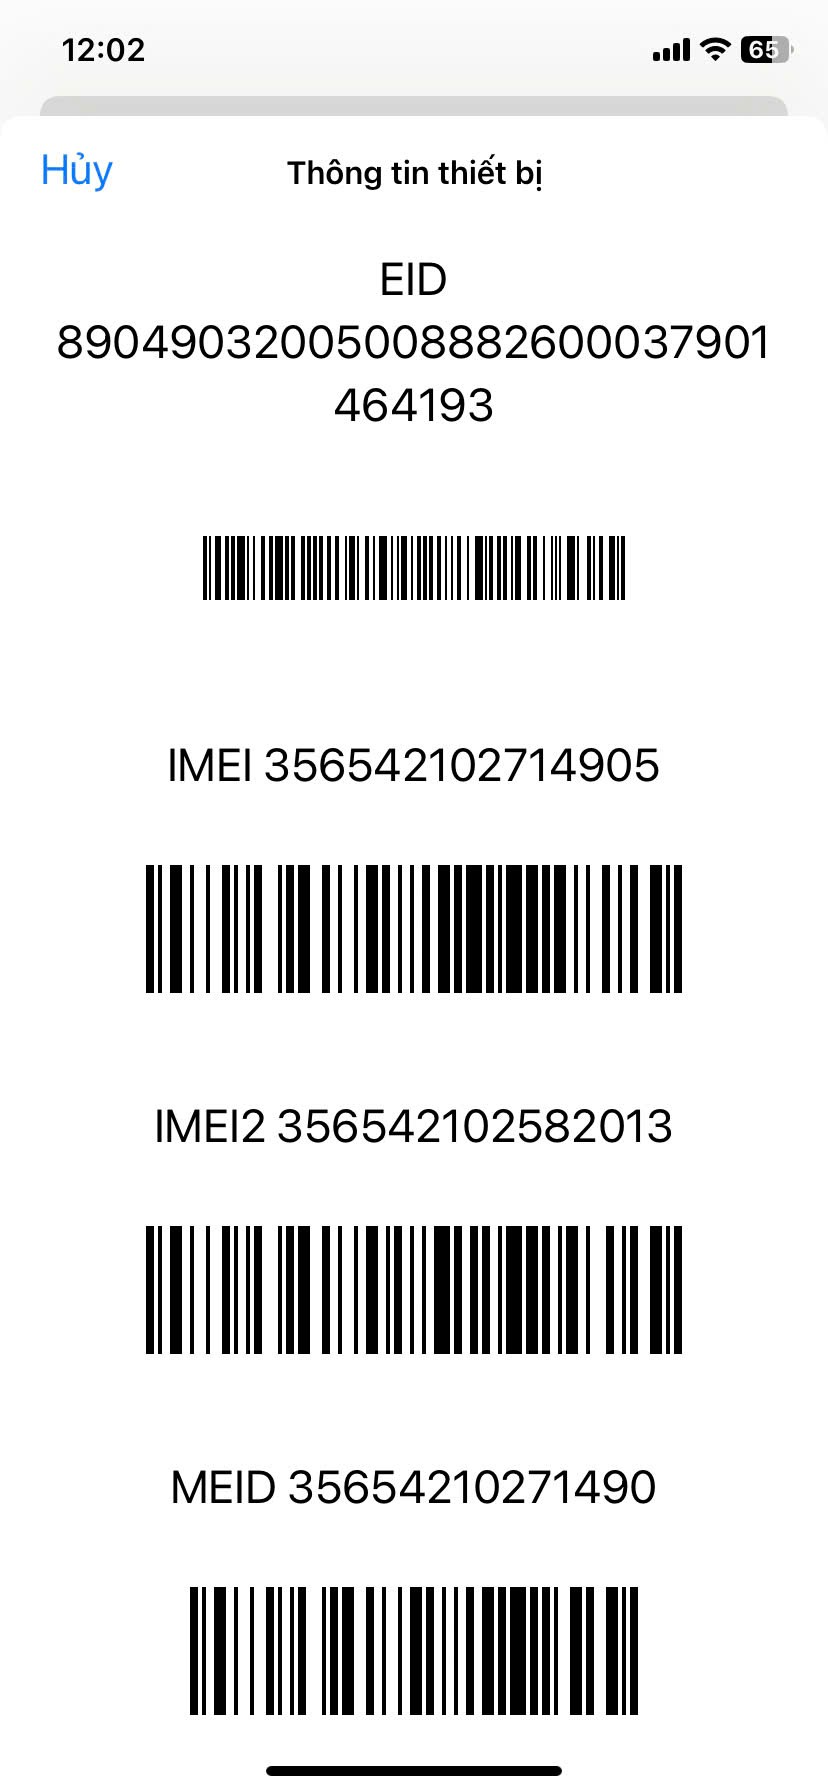 12:02
65
Hủy
Thông tin thiết bị
EID
89049032005008882600037901
464193
IMEI 356542102714905
IMEI2 356542102582013
MEID 35654210271490